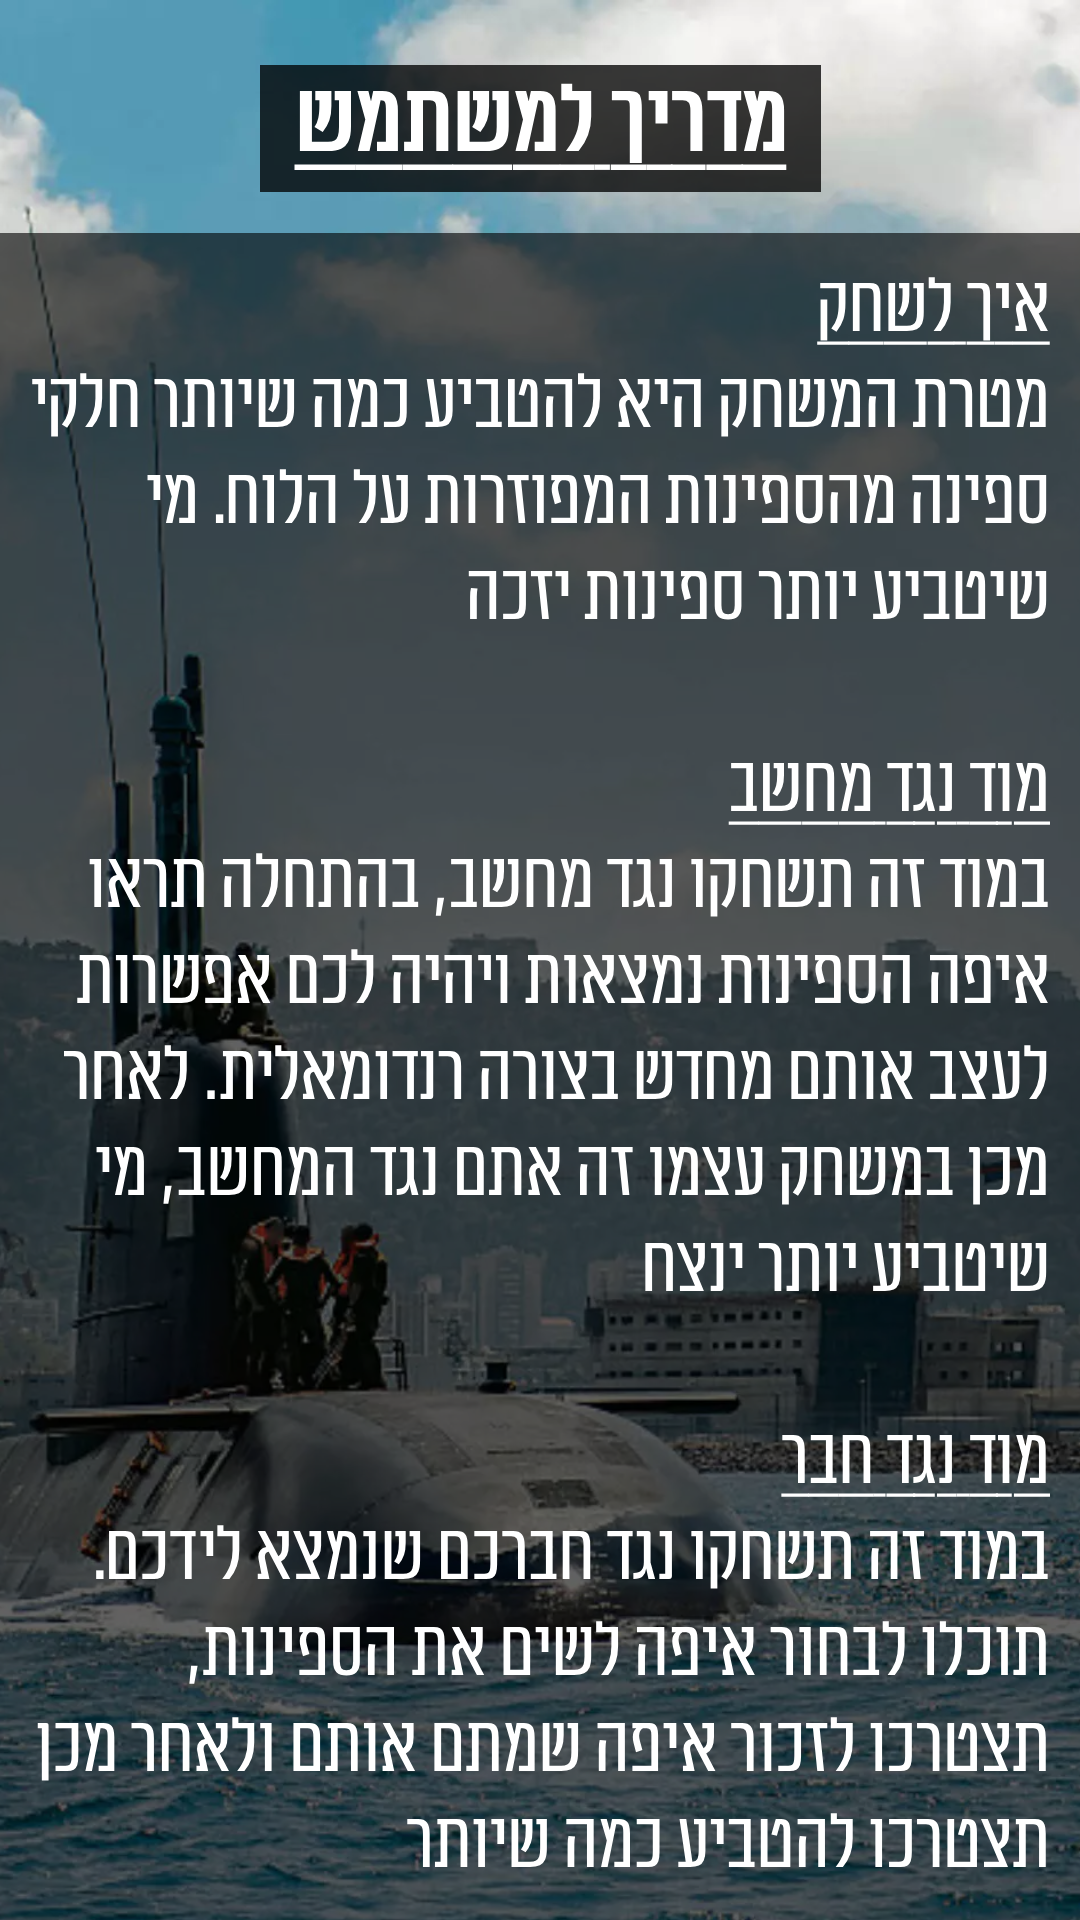 מדריך למשתמש
איך לשחק
מטרת המשחק היא להטביע כמה שיותר חלקי
ספינה מהספינות המפוזרות על הלוח. מי
שיטביע יותר ספינות יזכה
מוד נגד מחשב
במוד זה תשחקו נגד מחשב, בהתחלה תראו
איפה הספינות נמצאות ויהיה לכם אפשרות
לעצב אותם מחדש בצורה רנדומאלית. לאחר
מכן במשחק עצמו זה אתם נגד המחשב, מי
שיטביע יותר ינצח
מוד נגד חבר
במוד זה תשחקו נגד חברכם שנמצא לידכם.
תוכלו לבחור איפה לשים את הספינות,
תצטרכו לזכור איפה שמתם אותם ולאחר מכן
תצטרכו להטביע כמה שיותר